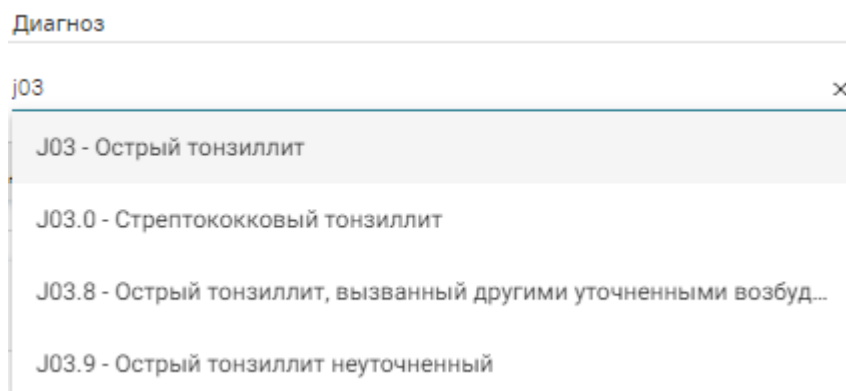 Диагноз
j03
J03 - Острый тонзиллит
J03.0 - Стрептококковый тонзиллит
J03.8 - Острый тонзиллит, вызванный другими уточненными возбуд...
J03.9 - Острый тонзиллит неуточненный